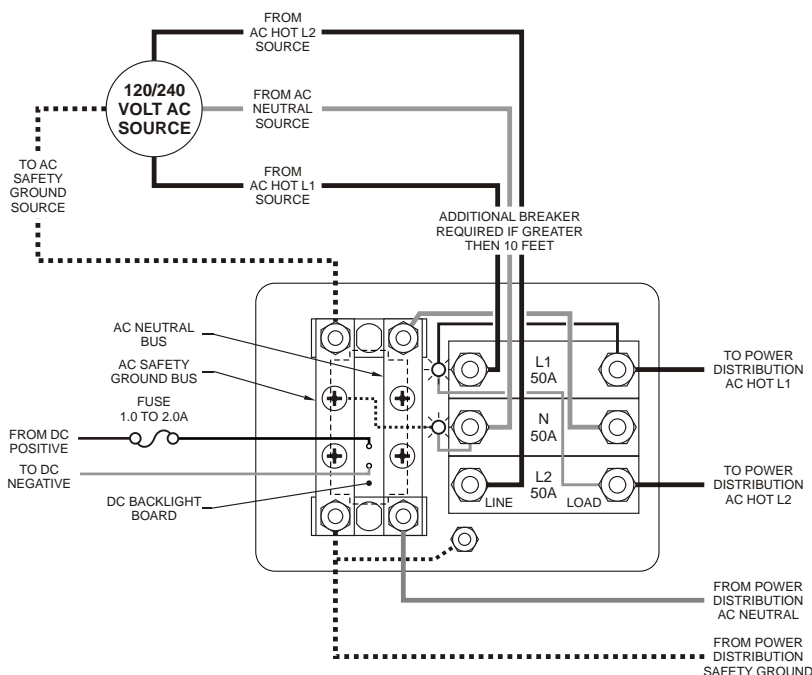 FROM
AC HOT L2
SOURCE
120/240
VOLT AC
SOURCE
FROM AC
NEUTRAL
SOURCE
TO AC
SAFETY
GROUND
SOURCE
FROM
AC HOT L1
SOURCE
ADDITIONAL BREAKER
REQUIRED IF GREATER
THEN 10 FEET
AC NEUTRAL
BUS
AC SAFETY
GROUND BUS
FUSE
1.0 TO 2.0A
FROM DC
POSITIVE
TO DC
NEGATIVE
DC BACKLIGHT
BOARD
L1
50A
N
50A
L2
50A
LINE
LOAD
TO POWER
DISTRIBUTION
AC HOT L1
TO POWER
DISTRIBUTION
AC HOT L2
FROM POWER
DISTRIBUTION
AC NEUTRAL
FROM POWER
DISTRIBUTION
SAFETY GROUND